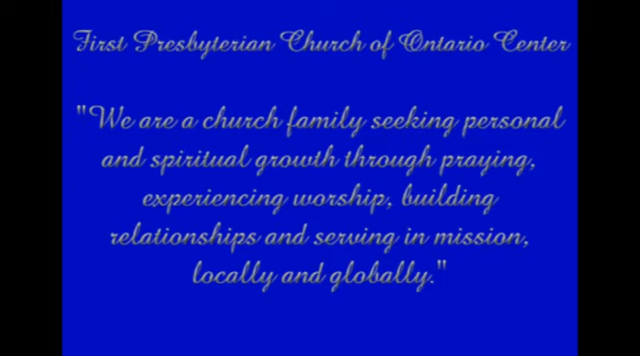 First Presbyterian Church of Ontario Center
"We are a church family seeking personal
and spiritual growth through praying,
experiencing worship, building
relationships and serving in mission,
locally and globally."